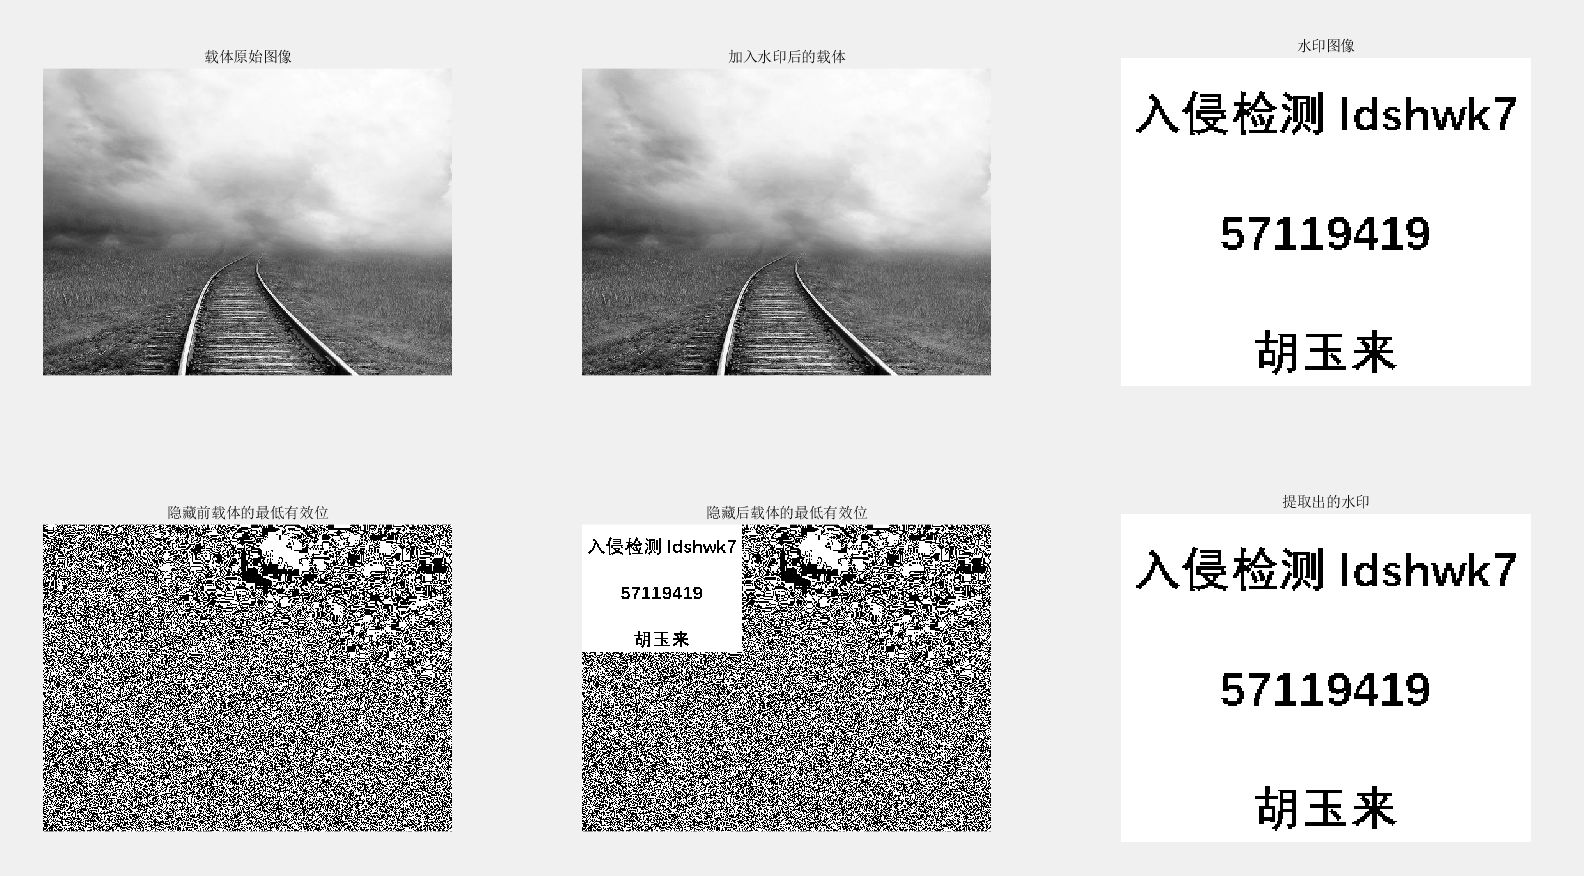 载体原始图像
加入水印后的载体
水印图像
入侵检测 ldshwk7
57119419
胡玉来
隐藏前载体的最低有效位
隐藏后载体的最低有效位
入侵检测 ldshwk7
57119419
胡玉来
提取出的水印
入侵检测 ldshwk7
57119419
胡玉来